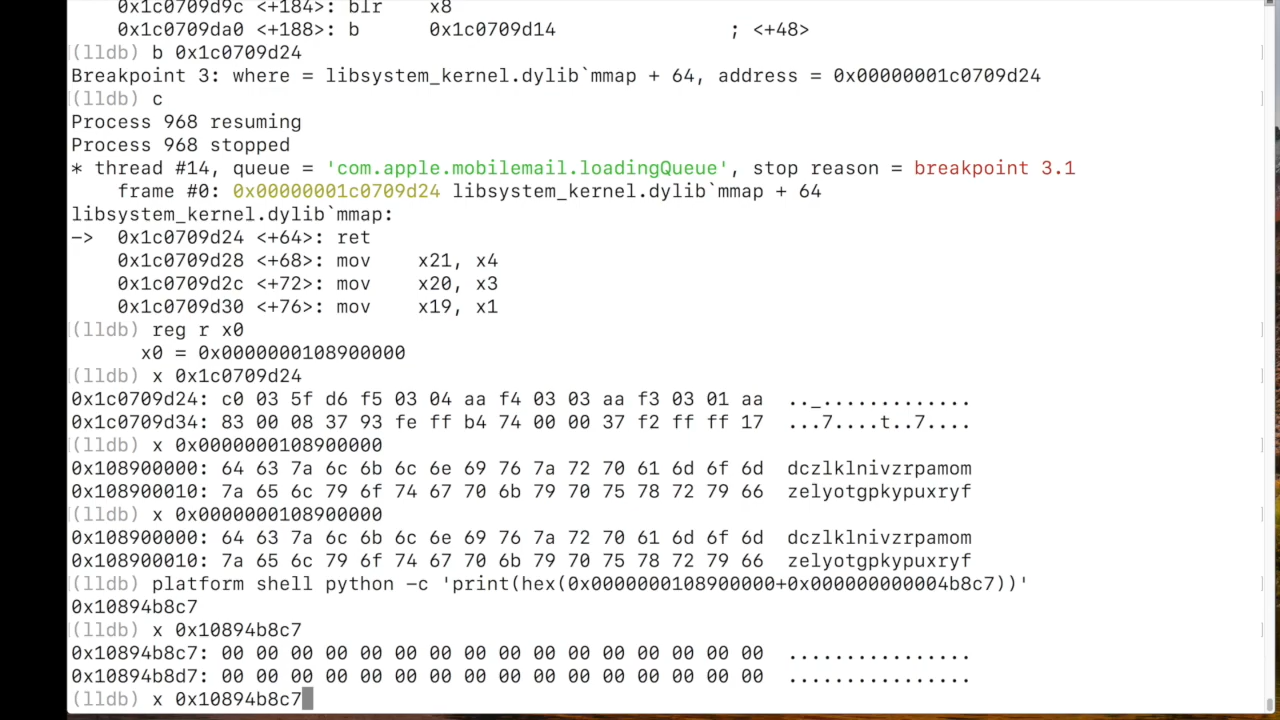 0x1c0709d9c <+184>: blr    x8
0x1c0709da0 <+188>: b      0x1c0709d14               ; <+48>
(lldb) b 0x1c0709d24
Breakpoint 3: where = libsystem_kernel.dylib`mmap + 64, address = 0x00000001c0709d24
(lldb) c
Process 968 resuming
Process 968 stopped
* thread #14, queue = 'com.apple.mobilemail.loadingQueue', stop reason = breakpoint 3.1
frame #0: 0x00000001c0709d24 libsystem_kernel.dylib`mmap + 64
libsystem_kernel.dylib`mmap:
->  0x1c0709d24 <+64>: ret
0x1c0709d28 <+68>: mov    x21, x4
0x1c0709d2c <+72>: mov    x20, x3
0x1c0709d30 <+76>: mov    x19, x1
(lldb) reg r x0
x0 = 0x0000000108900000
(lldb) x 0x1c0709d24
0x1c0709d24: c0 03 5f d6 f5 03 04 aa f4 03 03 aa f3 03 01 aa  .._.............
0x1c0709d34: 83 00 08 37 93 fe ff b4 74 00 00 37 f2 ff ff 17  ...7....t..7....
(lldb) x 0x0000000108900000
0x108900000: 64 63 7a 6c 6b 6c 6e 69 76 7a 72 70 61 6d 6f 6d  dczlklnivzrpamom
0x108900010: 7a 65 6c 79 6f 74 67 70 6b 79 70 75 78 72 79 66  zelyotgpkypuxryf
(lldb) x 0x0000000108900000
0x108900000: 64 63 7a 6c 6b 6c 6e 69 76 7a 72 70 61 6d 6f 6d  dczlklnivzrpamom
0x108900010: 7a 65 6c 79 6f 74 67 70 6b 79 70 75 78 72 79 66  zelyotgpkypuxryf
(lldb) platform shell python -c 'print(hex(0x0000000108900000+0x000000000004b8c7))'
0x10894b8c7
(lldb) x 0x10894b8c7
0x10894b8c7: 00 00 00 00 00 00 00 00 00 00 00 00 00 00 00 00  ................
0x10894b8d7: 00 00 00 00 00 00 00 00 00 00 00 00 00 00 00 00  ................
(lldb) x 0x10894b8c7